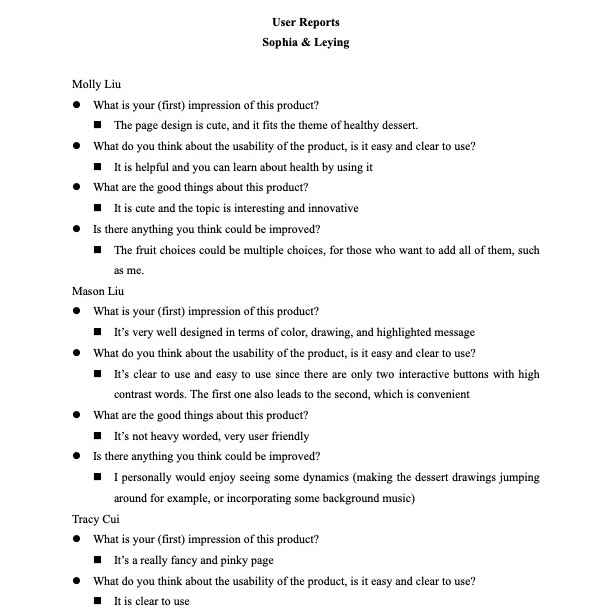 User Reports
Sophia & Leying
Molly Liu
● What is your (first) impression of this product?
■ The page design is cute, and it fits the theme of healthy dessert.
● What do you think about the usability of the product, is it easy and clear to use?
■ It is helpful and you can learn about health by using it
● What are the good things about this product?
■ It is cute and the topic is interesting and innovative
● Is there anything you think could be improved?
■ The fruit choices could be multiple choices, for those who want to add all of them, such
as me.
Mason Liu
● What is your (first) impression of this product?
■ It’s very well designed in terms of color, drawing, and highlighted message
● What do you think about the usability of the product, is it easy and clear to use?
■ It’s clear to use and easy to use since there are only two interactive buttons with high
contrast words. The first one also leads to the second, which is convenient
● What are the good things about this product?
■ It’s not heavy worded, very user friendly
● Is there anything you think could be improved?
■ I personally would enjoy seeing some dynamics (making the dessert drawings jumping
around for example, or incorporating some background music)
Tracy Cui
● What is your (first) impression of this product?
■ It’s a really fancy and pinky page
● What do you think about the usability of the product, is it easy and clear to use?
■ It is clear to use